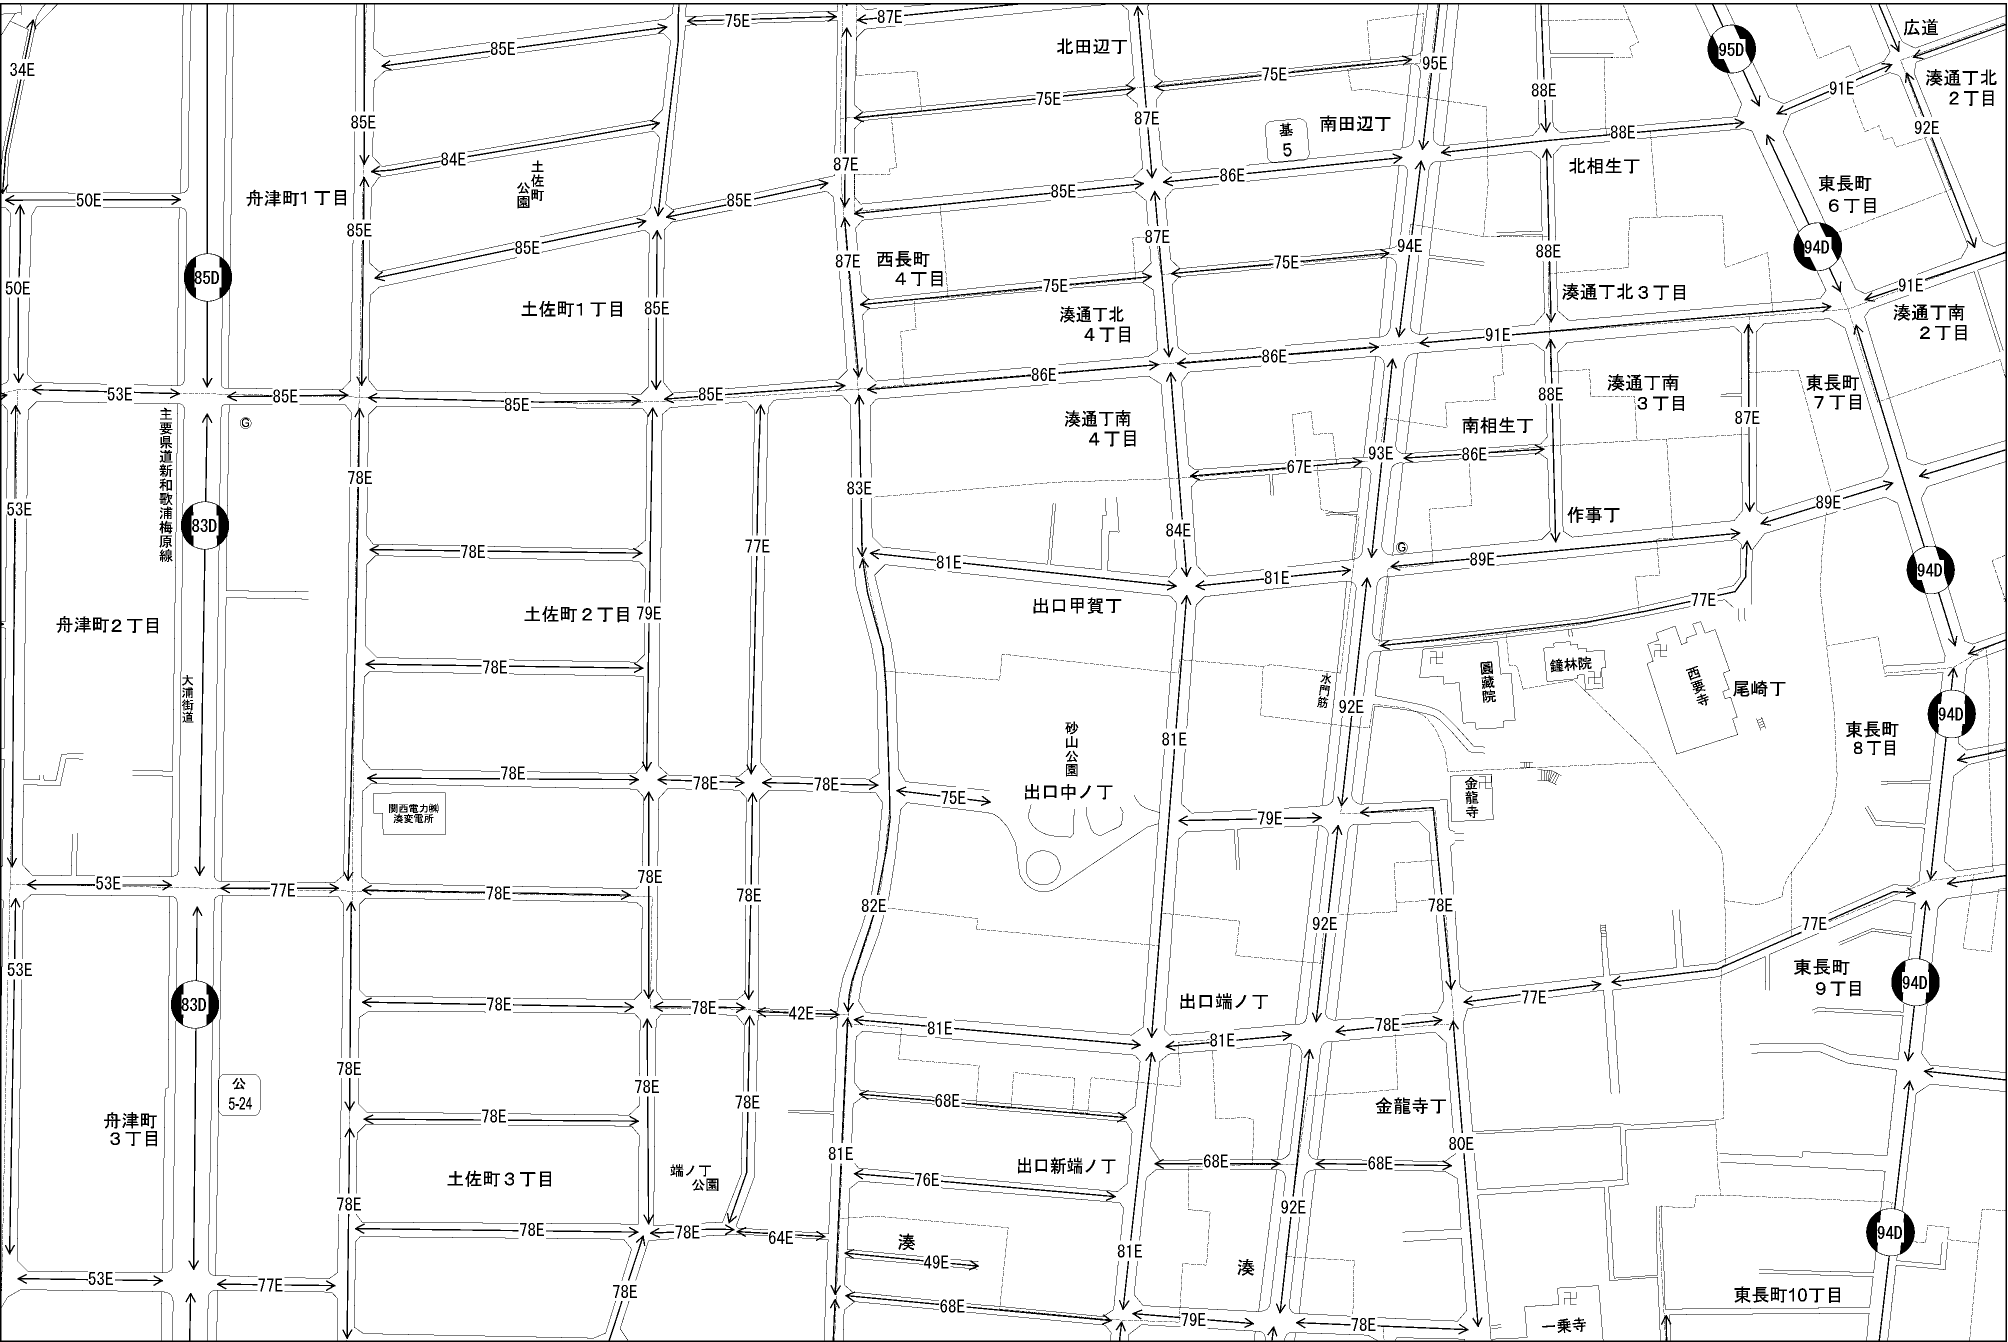 75E
87E
広道
34E
85E
北田辺丁
95E
95D
75E
湊通丁北
2丁目
91E
75E
88E
85E
87E
基
5
南田辺丁
88E
92E
84E
87E
北相生丁
土佐町
公園
86E
東長町
6丁目
50E
舟津町1丁目
85E
85E
85E
85E
87E
94E
88E
94D
85D
50E
87E
西長町
4丁目
75E
75E
91E
湊通丁北3丁目
土佐町1丁目
85E
湊通丁北
4丁目
湊通丁南
2丁目
91E
86E
86E
53E
85E
85E
85E
88E
湊通丁南
3丁目
東長町
7丁目
主要県道新和歌浦梅原線
G
湊通丁南
4丁目
南相生丁
87E
93E
86E
67E
78E
83E
53E
89E
作事丁
83D
84E
77E
G
78E
81E
81E
89E
94D
出口甲賀丁
77E
舟津町2丁目
土佐町2丁目
79E
78E
圓蔵院
鐘林院
西要寺
尾崎丁
大浦街道
水門筋
92E
94D
砂山公園
81E
東長町
8丁目
78E
78E
78E
出口中ノ丁
75E
金龍寺
関西電力㈱
湊変電所
79E
53E
77E
78E
78E
78E
82E
78E
92E
77E
53E
東長町
9丁目
94D
83D
78E
78E
42E
出口端ノ丁
77E
81E
81E
78E
78E
78E
公
5-24
78E
68E
金龍寺丁
舟津町
3丁目
78E
80E
81E
出口新端ノ丁
68E
68E
土佐町3丁目
端ノ丁
公園
76E
78E
92E
78E
78E
64E
94D
湊
81E
49E
湊
53E
77E
78E
東長町10丁目
68E
79E
78E
一乗寺